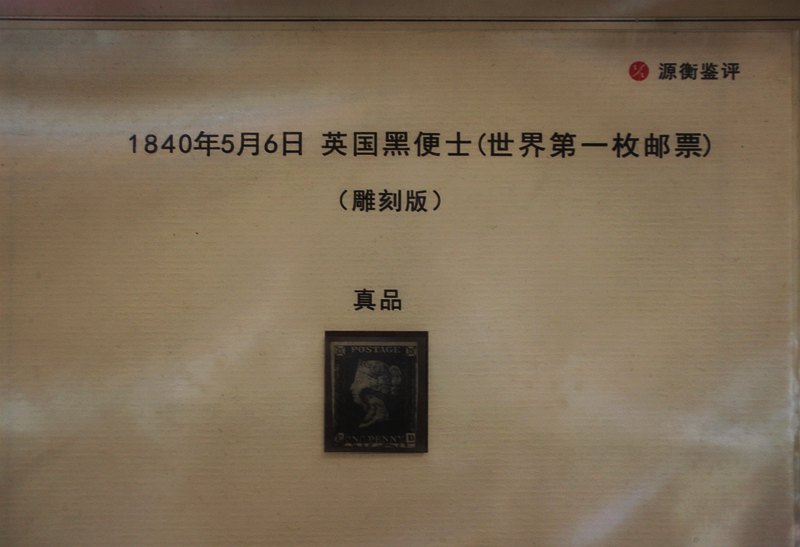 源衡鉴评
1840年5月6日 英国黑便士(世界第一枚邮票)
（雕刻版）
真品
POSTAGE
ONE PENNY